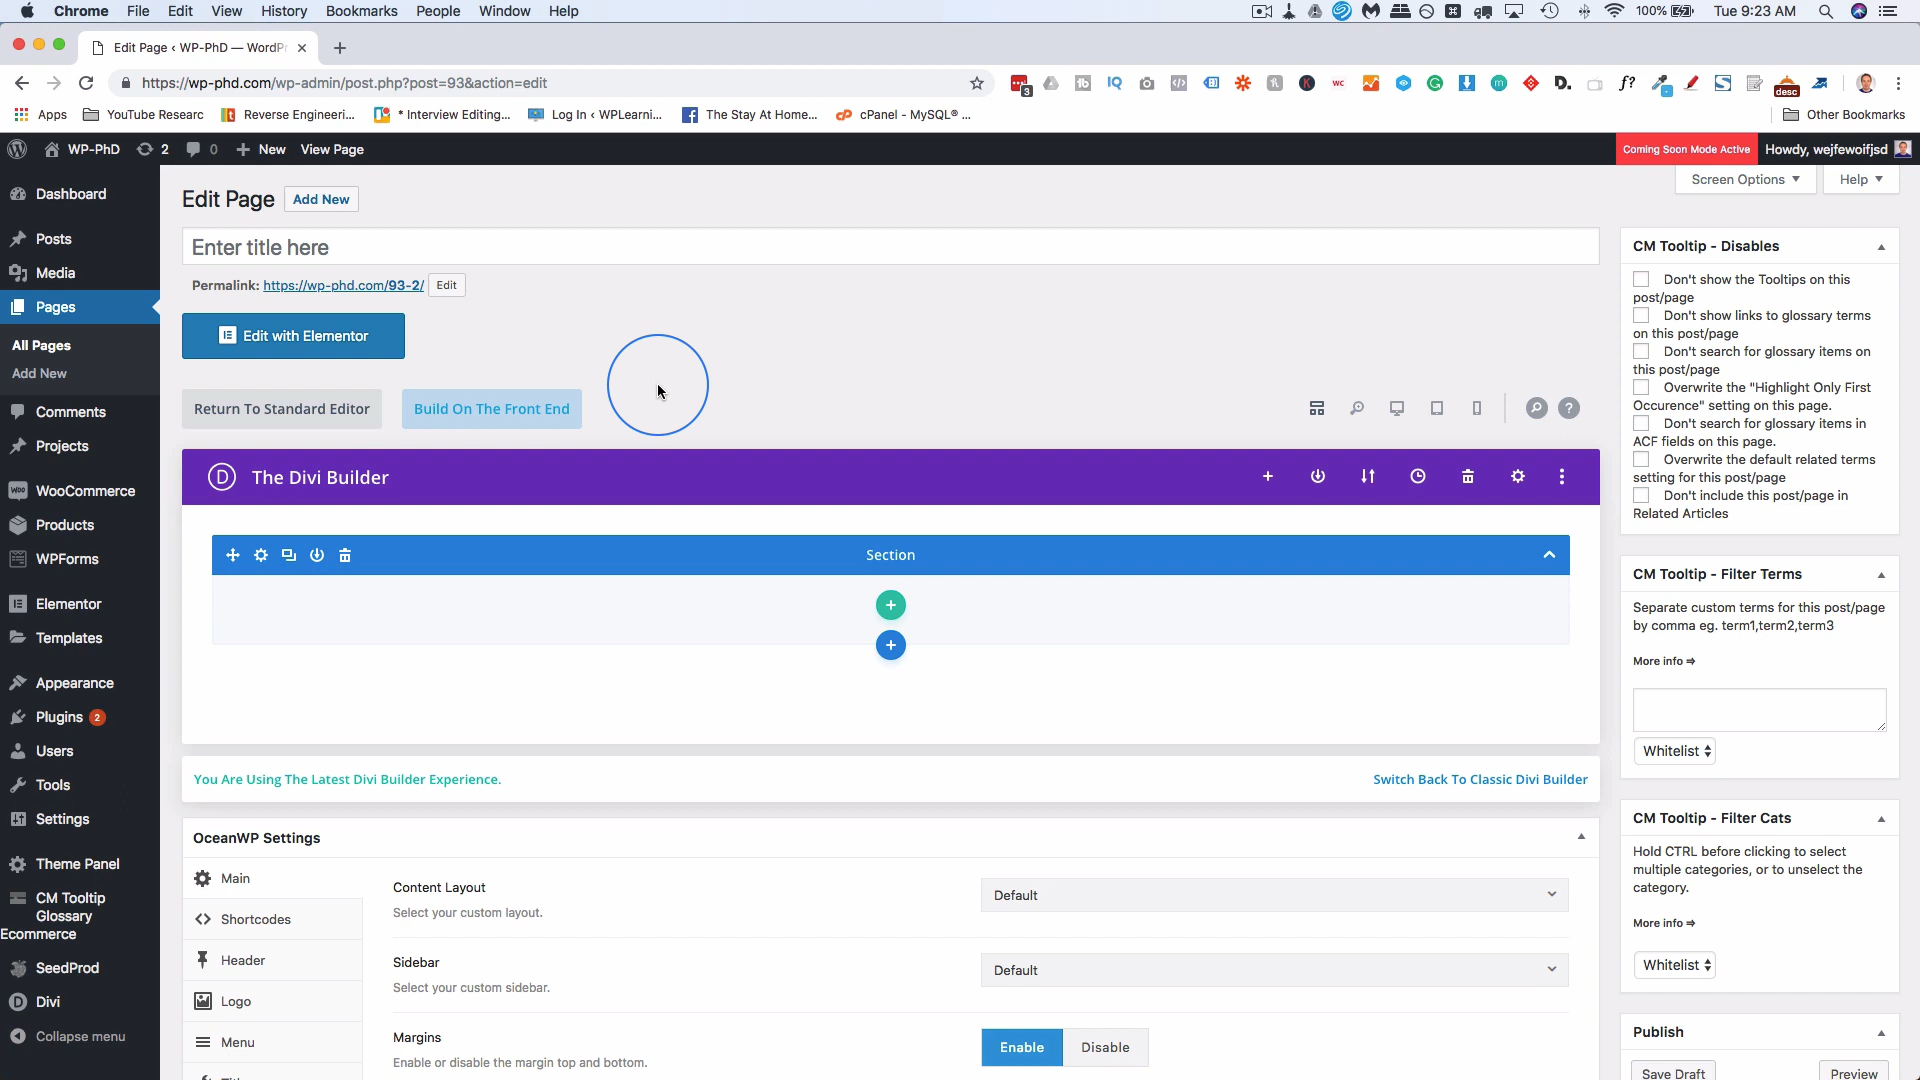 Chrome File Edit View History Bookmarks People Window Help 100% Tue 9:23 AM
Edit Page ‹ WP-PhD — WordPr
https://wp-phd.com/wp-admin/post.php?post=93&action=edit
Apps YouTube Researc Reverse Engineeri... * Interview Editing... Log In ‹ WPLearni... The Stay At Home... cPanel - MySQL® ... Other Bookmarks
WP-PhD 2 0 New View Page Coming Soon Mode Active Howdy, wejfewoifjsd
Screen Options Help
Dashboard
Posts
Media
Pages
All Pages
Add New
Comments
Projects
WooCommerce
Products
WPForms
Elementor
Templates
Appearance
Plugins 2
Users
Tools
Settings
Theme Panel
CM Tooltip
Glossary
Ecommerce
SeedProd
Divi
Collapse menu
Edit Page Add New
Enter title here
Permalink: https://wp-phd.com/93-2/ Edit
Edit with Elementor
Return To Standard Editor Build On The Front End
The Divi Builder
Section
You Are Using The Latest Divi Builder Experience. Switch Back To Classic Divi Builder
OceanWP Settings
Main
Shortcodes
Header
Logo
Menu
Content Layout
Select your custom layout.
Default
Sidebar
Select your custom sidebar.
Default
Margins
Enable or disable the margin top and bottom.
Enable Disable
CM Tooltip - Disables
Don't show the Tooltips on this
post/page
Don't show links to glossary terms
on this post/page
Don't search for glossary items on
this post/page
Overwrite the "Highlight Only First
Occurence" setting on this page.
Don't search for glossary items in
ACF fields on this page.
Overwrite the default related terms
setting for this post/page
Don't include this post/page in
Related Articles
CM Tooltip - Filter Terms
Separate custom terms for this post/page
by comma eg. term1,term2,term3
More info ⇒
Whitelist
CM Tooltip - Filter Cats
Hold CTRL before clicking to select
multiple categories, or to unselect the
category.
More info ⇒
Whitelist
Publish
Save Draft Preview